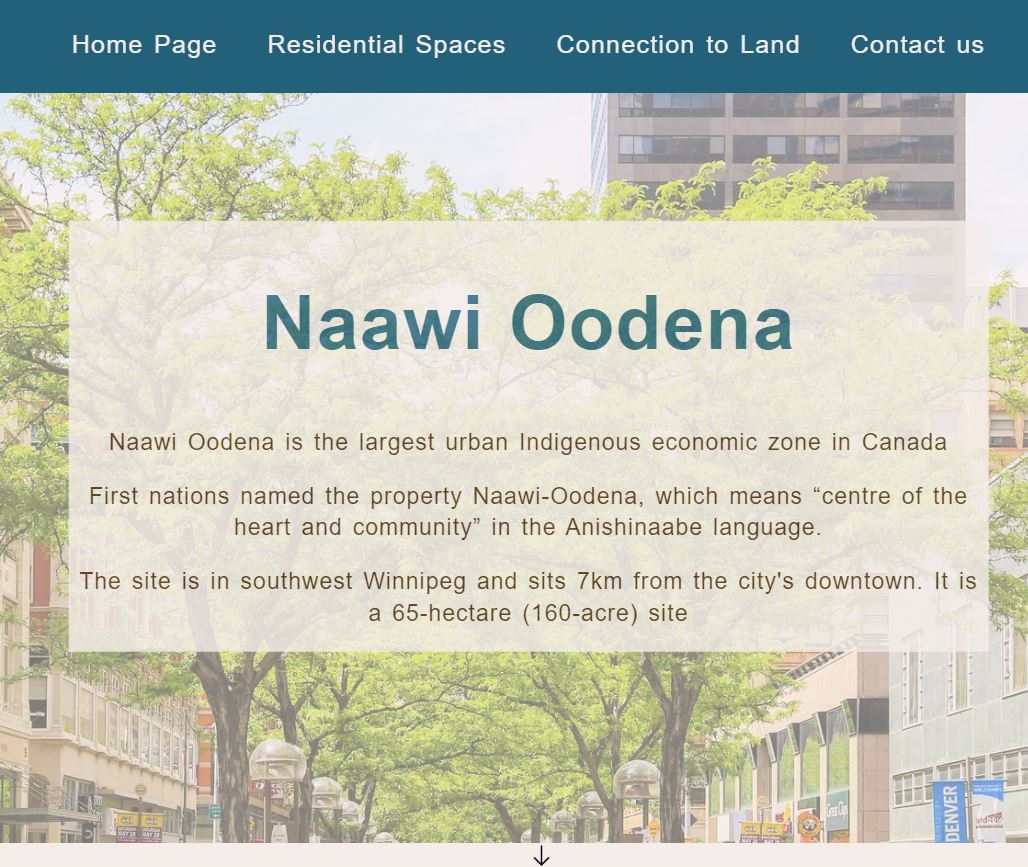 Home Page Residential Spaces Connection to Land Contact us
Naawi Oodena
Naawi Oodena is the largest urban Indigenous economic zone in Canada
First nations named the property Naawi-Oodena, which means “centre of the
heart and community” in the Anishinaabe language.
The site is in southwest Winnipeg and sits 7km from the city's downtown. It is
a 65-hectare (160-acre) site
DENVER